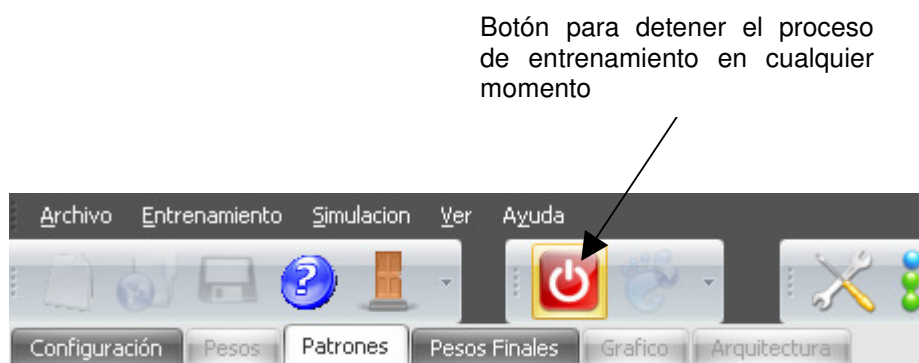 Botón para detener el proceso
de entrenamiento en cualquier
momento
Archivo Entrenamiento Simulacion Ver Ayuda
Configuración Pesos Patrones Pesos Finales Grafico Arquitectura